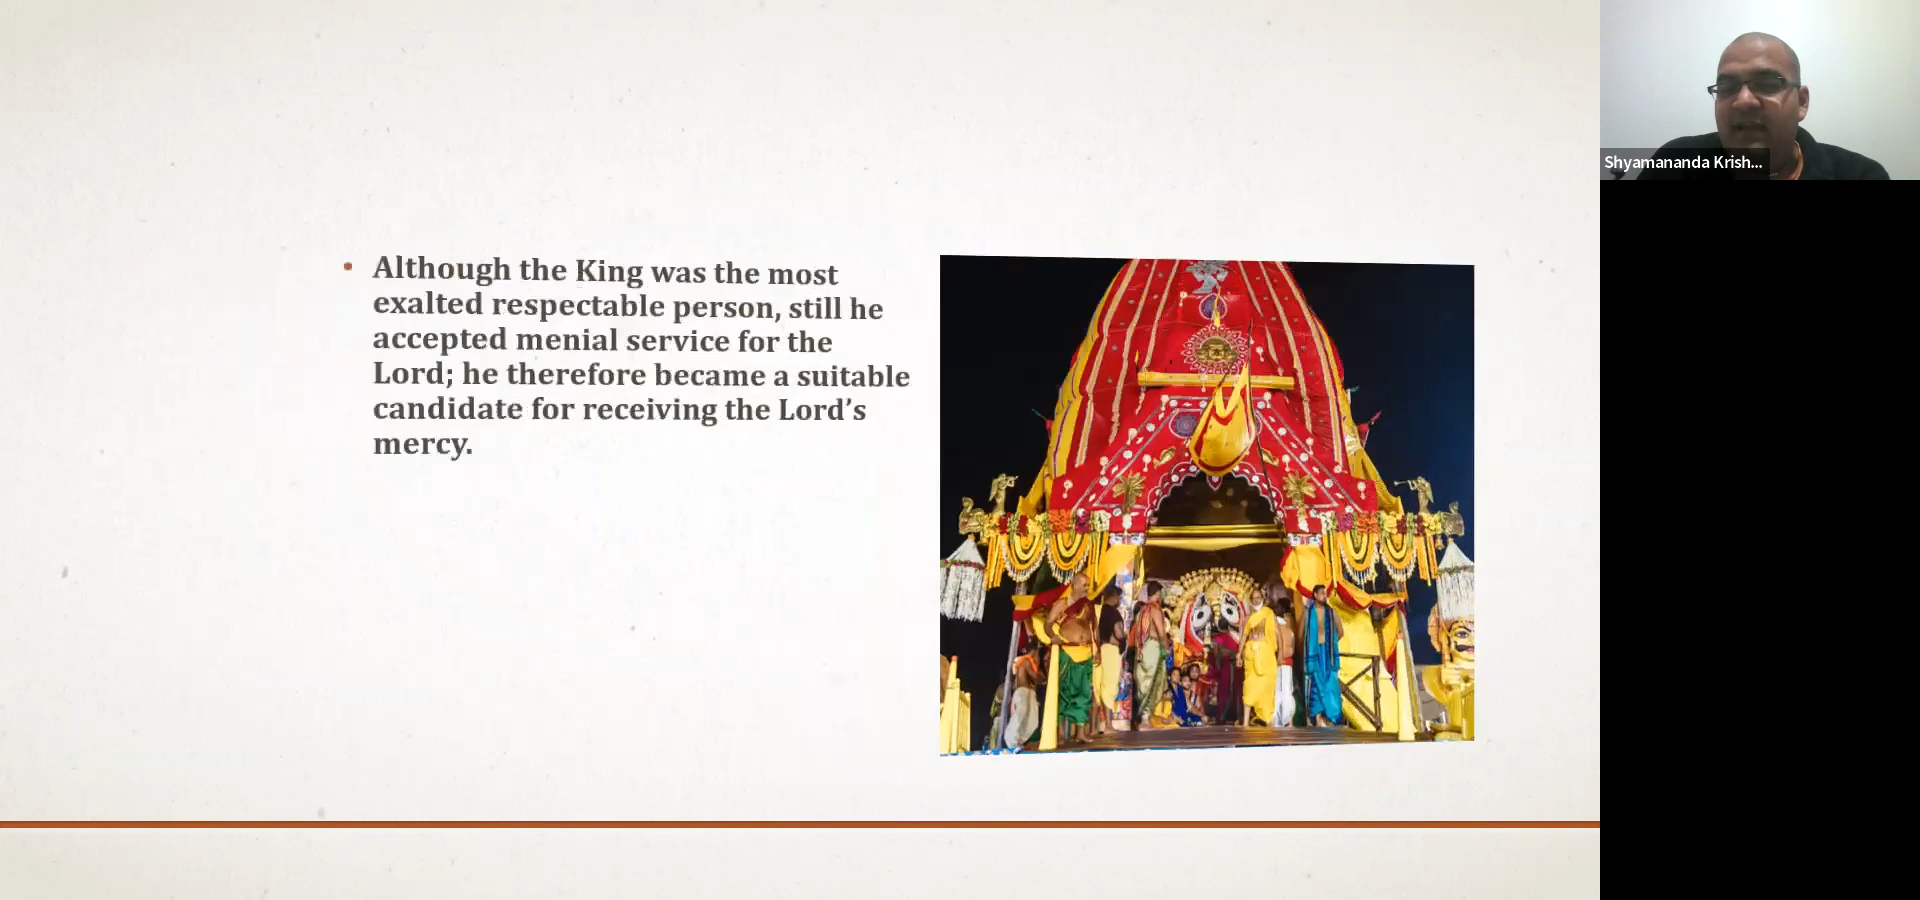 • Although the King was the most
exalted respectable person, still he
accepted menial service for the
Lord; he therefore became a suitable
candidate for receiving the Lord’s
mercy.
Shyamananda Krish...